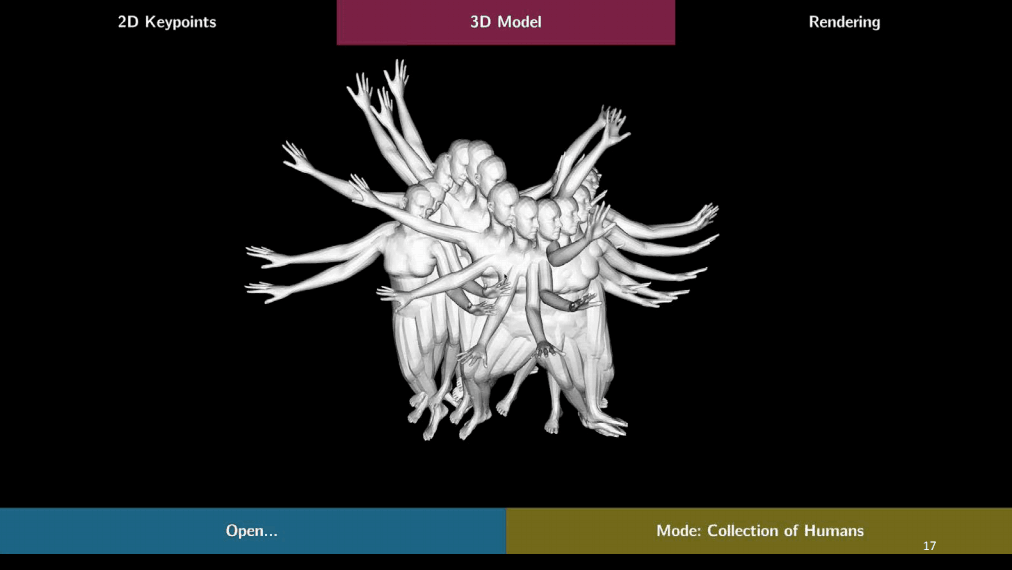 2D Keypoints
3D Model
Rendering
Open...
Mode: Collection of Humans
17